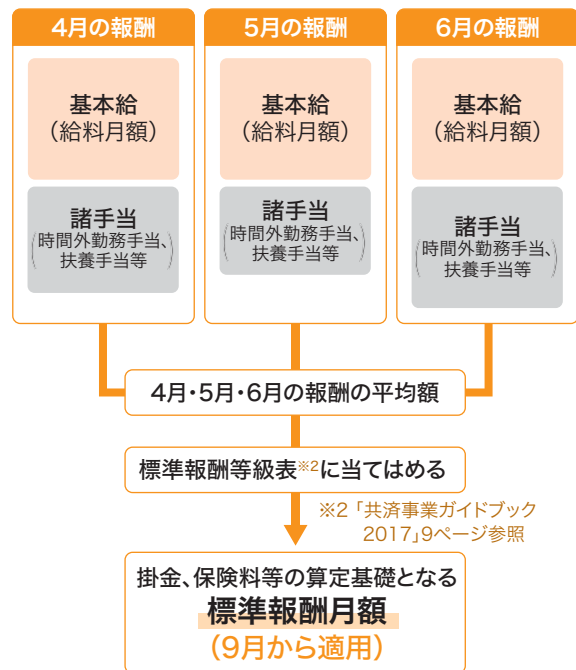 4月の報酬
基本給
（給料月額）
諸手当
(時間外勤務手当、
扶養手当等)
5月の報酬
基本給
（給料月額）
諸手当
(時間外勤務手当、
扶養手当等)
6月の報酬
基本給
（給料月額）
諸手当
(時間外勤務手当、
扶養手当等)
4月・5月・6月の報酬の平均額
標準報酬等級表※2に当てはめる
※2 「共済事業ガイドブック
2017」9ページ参照
掛金、保険料等の算定基礎となる
標準報酬月額
（9月から適用）